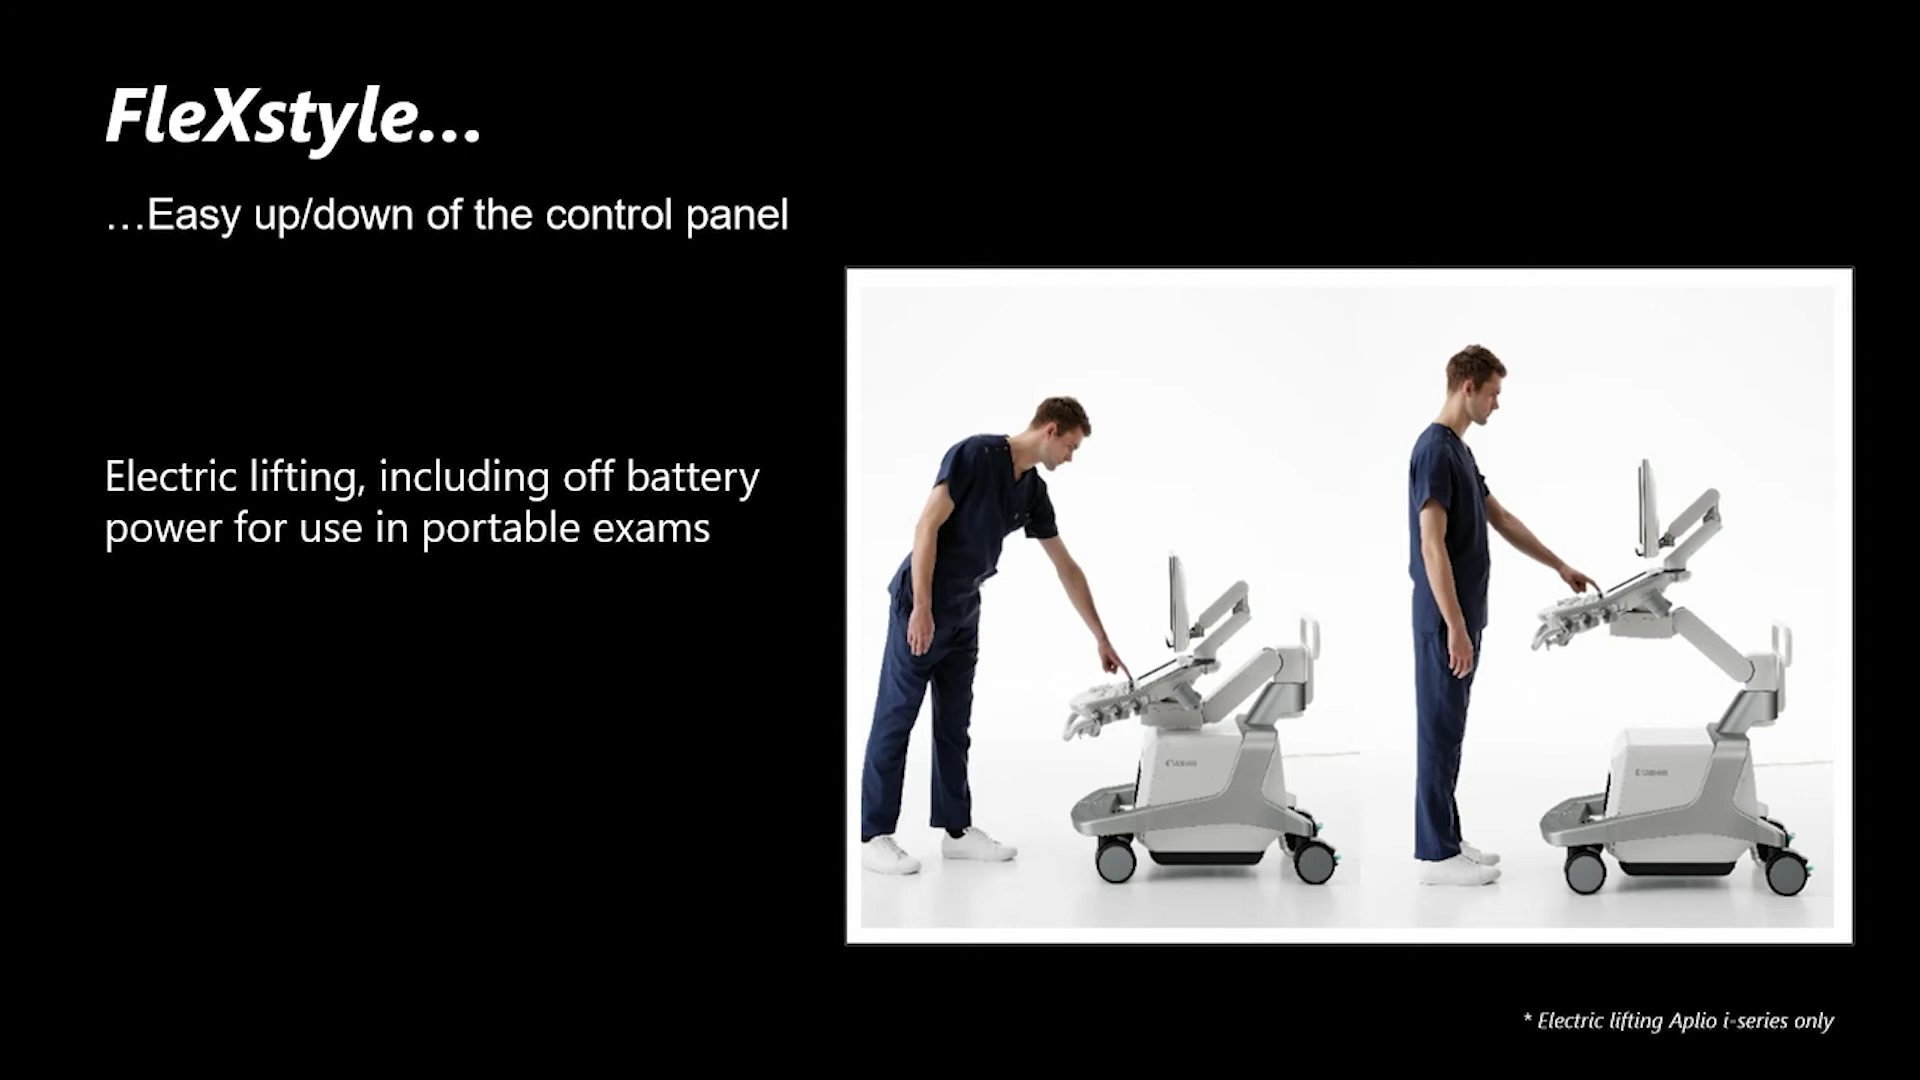 FleXstyle...
...Easy up/down of the control panel
Electric lifting, including off battery
power for use in portable exams
* Electric lifting Aplio i-series only